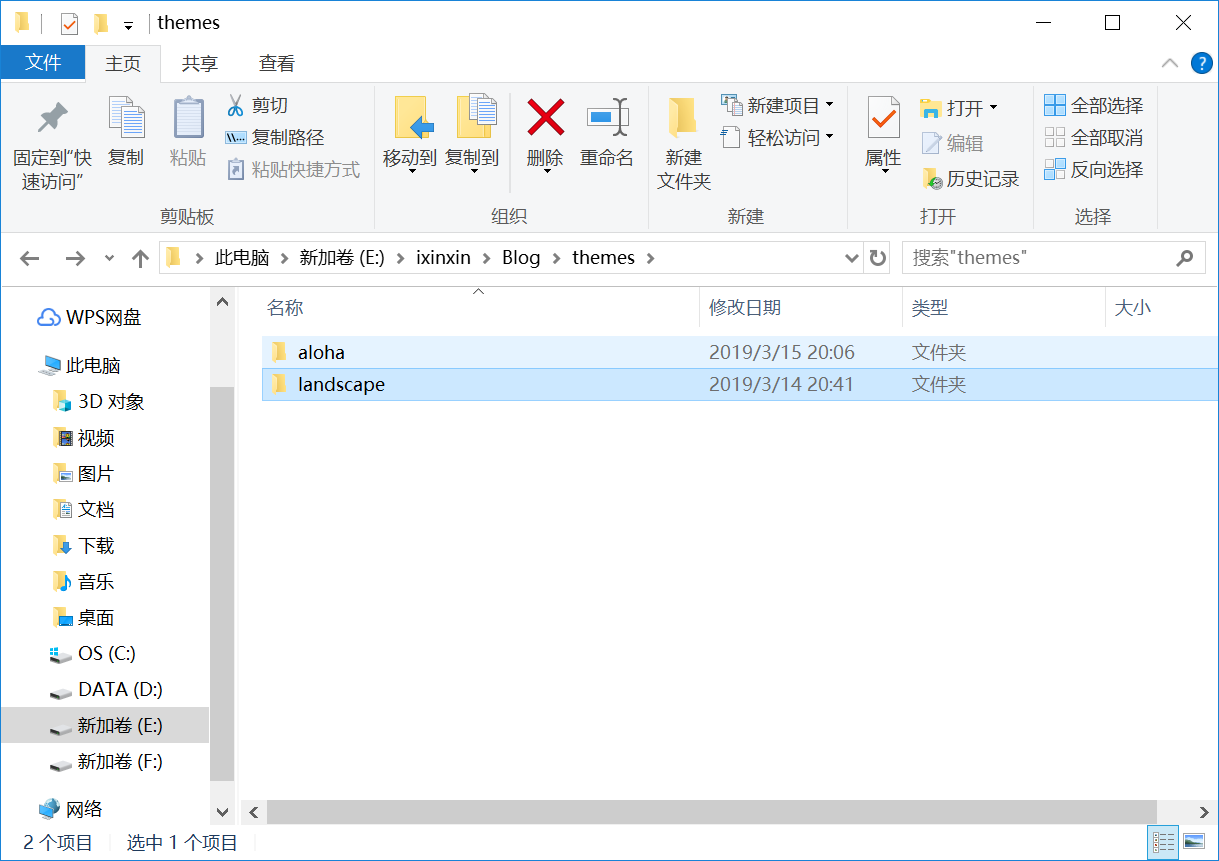 themes
文件 主页 共享 查看
固定到"快速访问"
复制
粘贴
剪切
复制路径
粘贴快捷方式
剪贴板
移动到
复制到
删除
重命名
组织
新建
文件夹
新建项目
轻松访问
新建
属性
打开
编辑
历史记录
打开
全部选择
全部取消
反向选择
选择
此电脑 新加卷 (E:) ixinxin Blog themes
搜索"themes"
名称 修改日期 类型 大小
aloha 2019/3/15 20:06 文件夹
landscape 2019/3/14 20:41 文件夹
WPS网盘
此电脑
3D 对象
视频
图片
文档
下载
音乐
桌面
OS (C:)
DATA (D:)
新加卷 (E:)
新加卷 (F:)
网络
2 个项目 选中 1 个项目